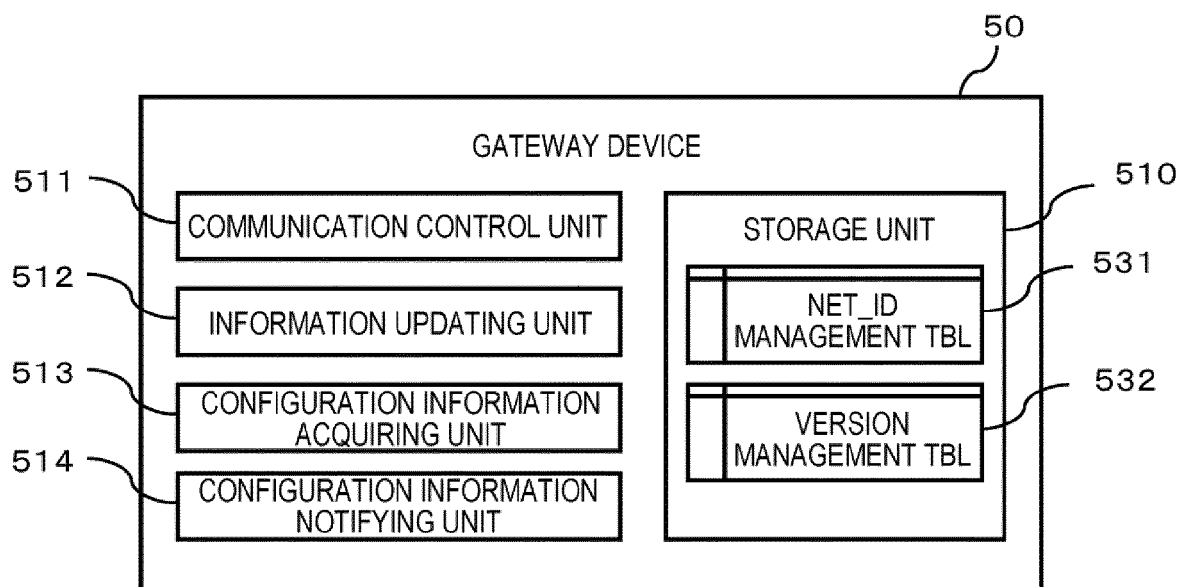 50
GATEWAY DEVICE
511
COMMUNICATION CONTROL UNIT
512
INFORMATION UPDATING UNIT
513
CONFIGURATION INFORMATION
ACQUIRING UNIT
514
CONFIGURATION INFORMATION
NOTIFYING UNIT
510
STORAGE UNIT
531
NET_ID
MANAGEMENT TBL
532
VERSION
MANAGEMENT TBL